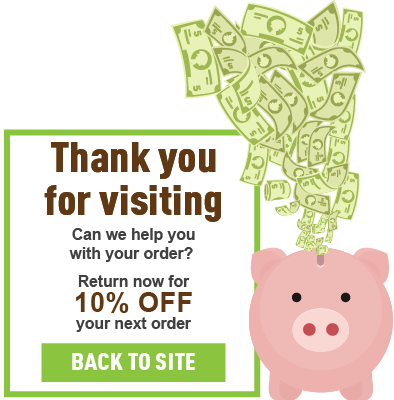 Thank you
for visiting
Can we help you
with your order?
Return now for
10% OFF
your next order
BACK TO SITE